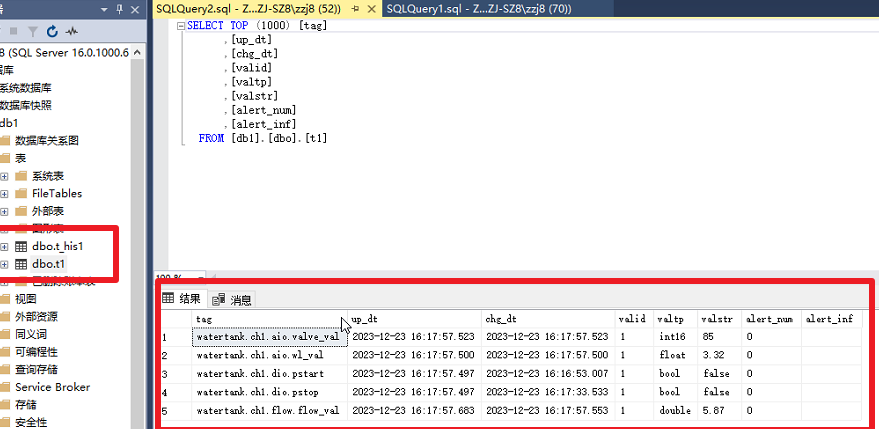 器
SQLQuery2.sql - Z...ZJ-SZ8\zzj8 (52))
SQLQuery1.sql - Z...ZJ-SZ8\zzj8 (70))
8 (SQL Server 16.0.1000.6
据库
系统数据库
数据库快照
db1
数据库关系图
表
系统表
FileTables
外部表
图形表
dbo.t_his1
dbo.t1
视图
外部资源
同义词
可编程性
查询存储
Service Broker
存储
安全性
SELECT TOP (1000) [tag]
,[up_dt]
,[chg_dt]
,[valid]
,[valtp]
,[valstr]
,[alert_num]
,[alert_inf]
FROM [db1].[dbo].[t1]
结果 消息
tag up_dt chg_dt valid valtp valstr alert_num alert_inf
1 watertank.ch1.aio.valve_val 2023-12-23 16:17:57.523 2023-12-23 16:17:57.523 1 int16 85 0
2 watertank.ch1.aio.wl_val 2023-12-23 16:17:57.500 2023-12-23 16:17:57.500 1 float 3.32 0
3 watertank.ch1.dio.pstart 2023-12-23 16:17:57.497 2023-12-23 16:16:53.007 1 bool false 0
4 watertank.ch1.dio.pstop 2023-12-23 16:17:57.497 2023-12-23 16:17:33.533 1 bool false 0
5 watertank.ch1.flow.flow_val 2023-12-23 16:17:57.683 2023-12-23 16:17:57.553 1 double 5.87 0